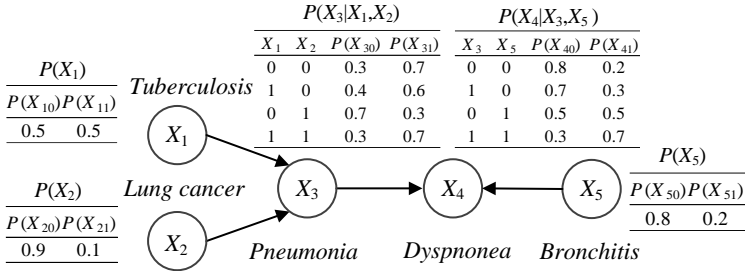 P(X₃|X₁,X₂)
X₁ X₂ P(X₃₀) P(X₃₁)
0 0 0.3 0.7
1 0 0.4 0.6
0 1 0.7 0.3
1 1 0.3 0.7
P(X₄|X₃,X₅)
X₃ X₅ P(X₄₀) P(X₄₁)
0 0 0.8 0.2
1 0 0.7 0.3
0 1 0.5 0.5
1 1 0.3 0.7
P(X₁)
P(X₁₀)P(X₁₁)
0.5 0.5
Tuberculosis
X₁
P(X₂)
P(X₂₀)P(X₂₁)
0.9 0.1
Lung cancer
X₂
X₃
Pneumonia
X₄
Dyspnonea
X₅
Bronchitis
P(X₅)
P(X₅₀)P(X₅₁)
0.8 0.2